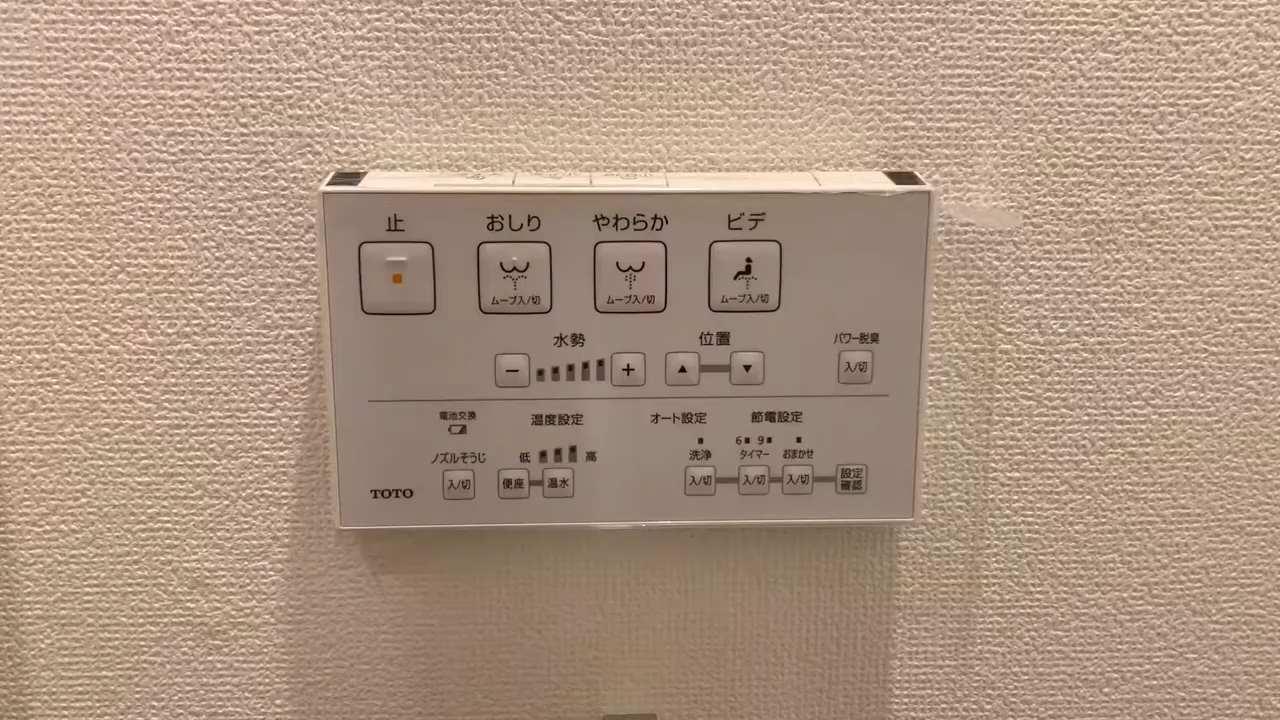 止 おしり やわらか ビデ
ムーブ入/切 ムーブ入/切 ムーブ入/切
水勢 位置 パワー脱臭
− + ▲ ▼ 入/切
電池交換 温度設定 オート設定 節電設定
6 9
ノズルそうじ 低 高 洗浄 タイマー おまかせ
TOTO 入/切 便座 温水 入/切 入/切 入/切 設定
確認